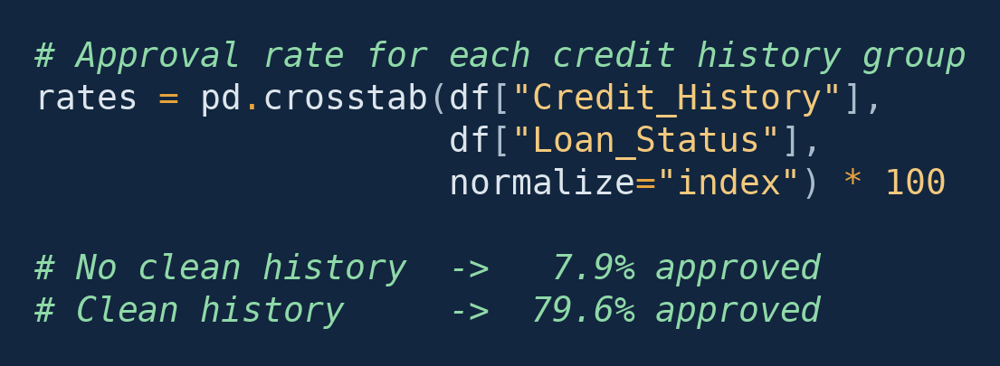 # Approval rate for each credit history group
rates = pd.crosstab(df["Credit_History"],
                    df["Loan_Status"],
                    normalize="index") * 100

# No clean history  ->   7.9% approved
# Clean history     ->  79.6% approved